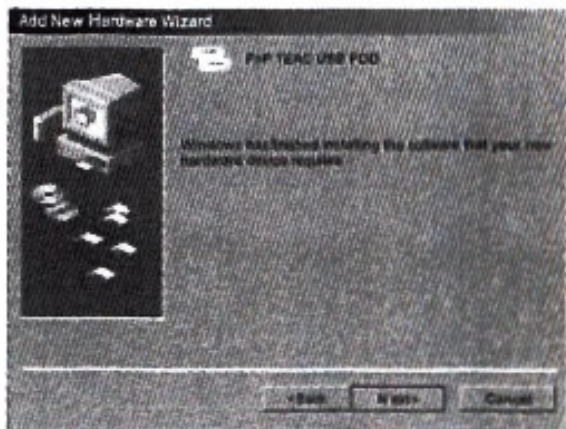 Add New Hardware Wizard
PnP TEAC USB FDD
Windows has finished installing the software that your new
hardware device requires
<Back
Next>
Cancel